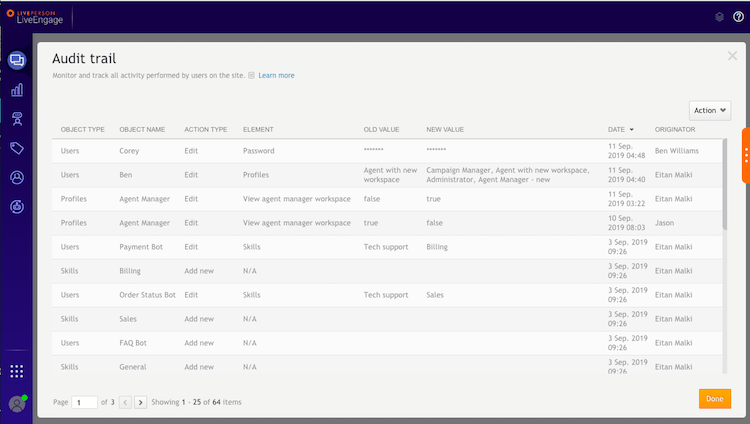 LIVEPERSON
LiveEngage
Audit trail
Monitor and track all activity performed by users on the site. Learn more
Action
OBJECT TYPE OBJECT NAME ACTION TYPE ELEMENT OLD VALUE NEW VALUE DATE ORIGINATOR
Users Corey Edit Password ******* ******* 11 Sep. 2019 04:48 Ben Williams
Users Ben Edit Profiles Agent with new workspace Campaign Manager, Agent with new workspace, Administrator, Agent Manager - new 11 Sep. 2019 04:40 Eitan Malki
Profiles Agent Manager Edit View agent manager workspace false true 11 Sep. 2019 03:22 Eitan Malki
Profiles Agent Manager Edit View agent manager workspace true false 10 Sep. 2019 08:03 Jason
Users Payment Bot Edit Skills Tech support Billing 3 Sep. 2019 09:26 Eitan Malki
Skills Billing Add new N/A 3 Sep. 2019 09:26 Eitan Malki
Users Order Status Bot Edit Skills Tech support Sales 3 Sep. 2019 09:26 Eitan Malki
Skills Sales Add new N/A 3 Sep. 2019 09:26 Eitan Malki
Users FAQ Bot Add new N/A 3 Sep. 2019 09:26 Eitan Malki
Skills General Add new N/A 3 Sep. 2019 09:26 Eitan Malki
Page 1 of 3 Showing 1 - 25 of 64 items
Done